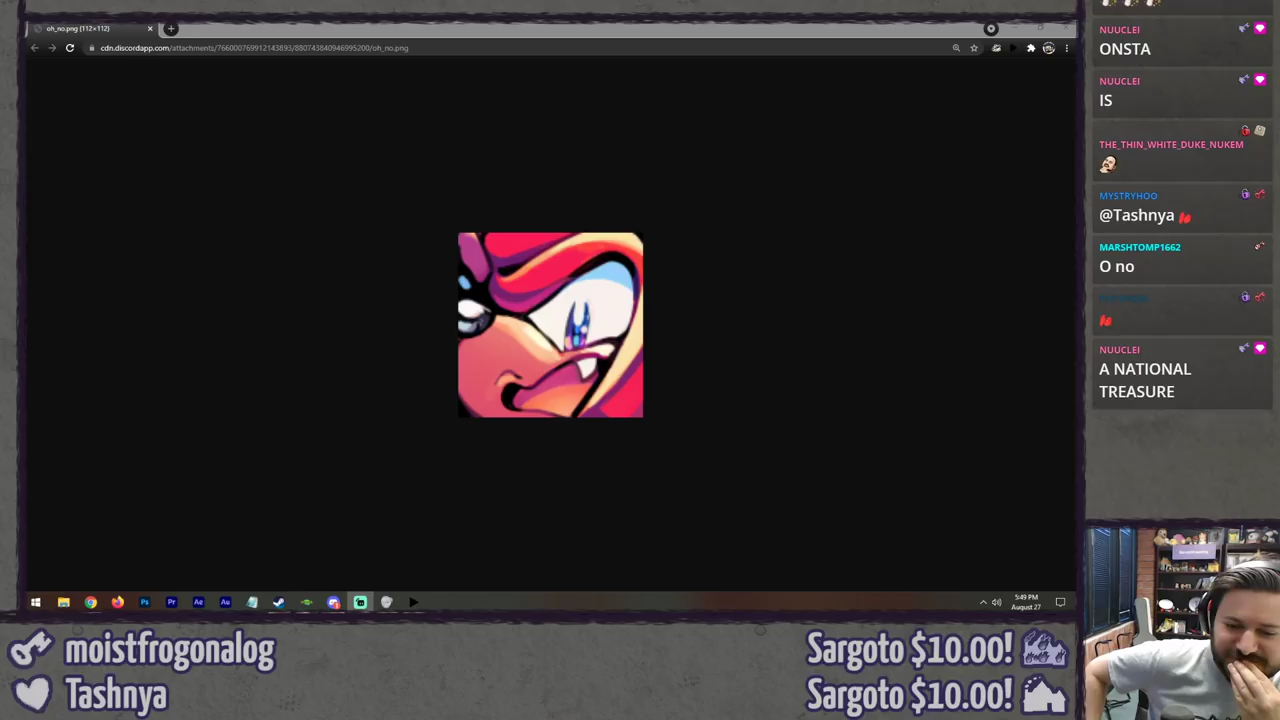 oh_no.png (112×112)
cdn.discordapp.com/attachments/766000769912143893/880743840946995200/oh_no.png
NUUCLEI
ONSTA
NUUCLEI
IS
THE_THIN_WHITE_DUKE_NUKEM
MYSTRYHOO
@Tashnya
MARSHTOMP1662
O no
NUUCLEI
A NATIONAL
TREASURE
5:49 PM
August 27
moistfrogonalog
Tashnya
Sargoto $10.00!
Sargoto $10.00!